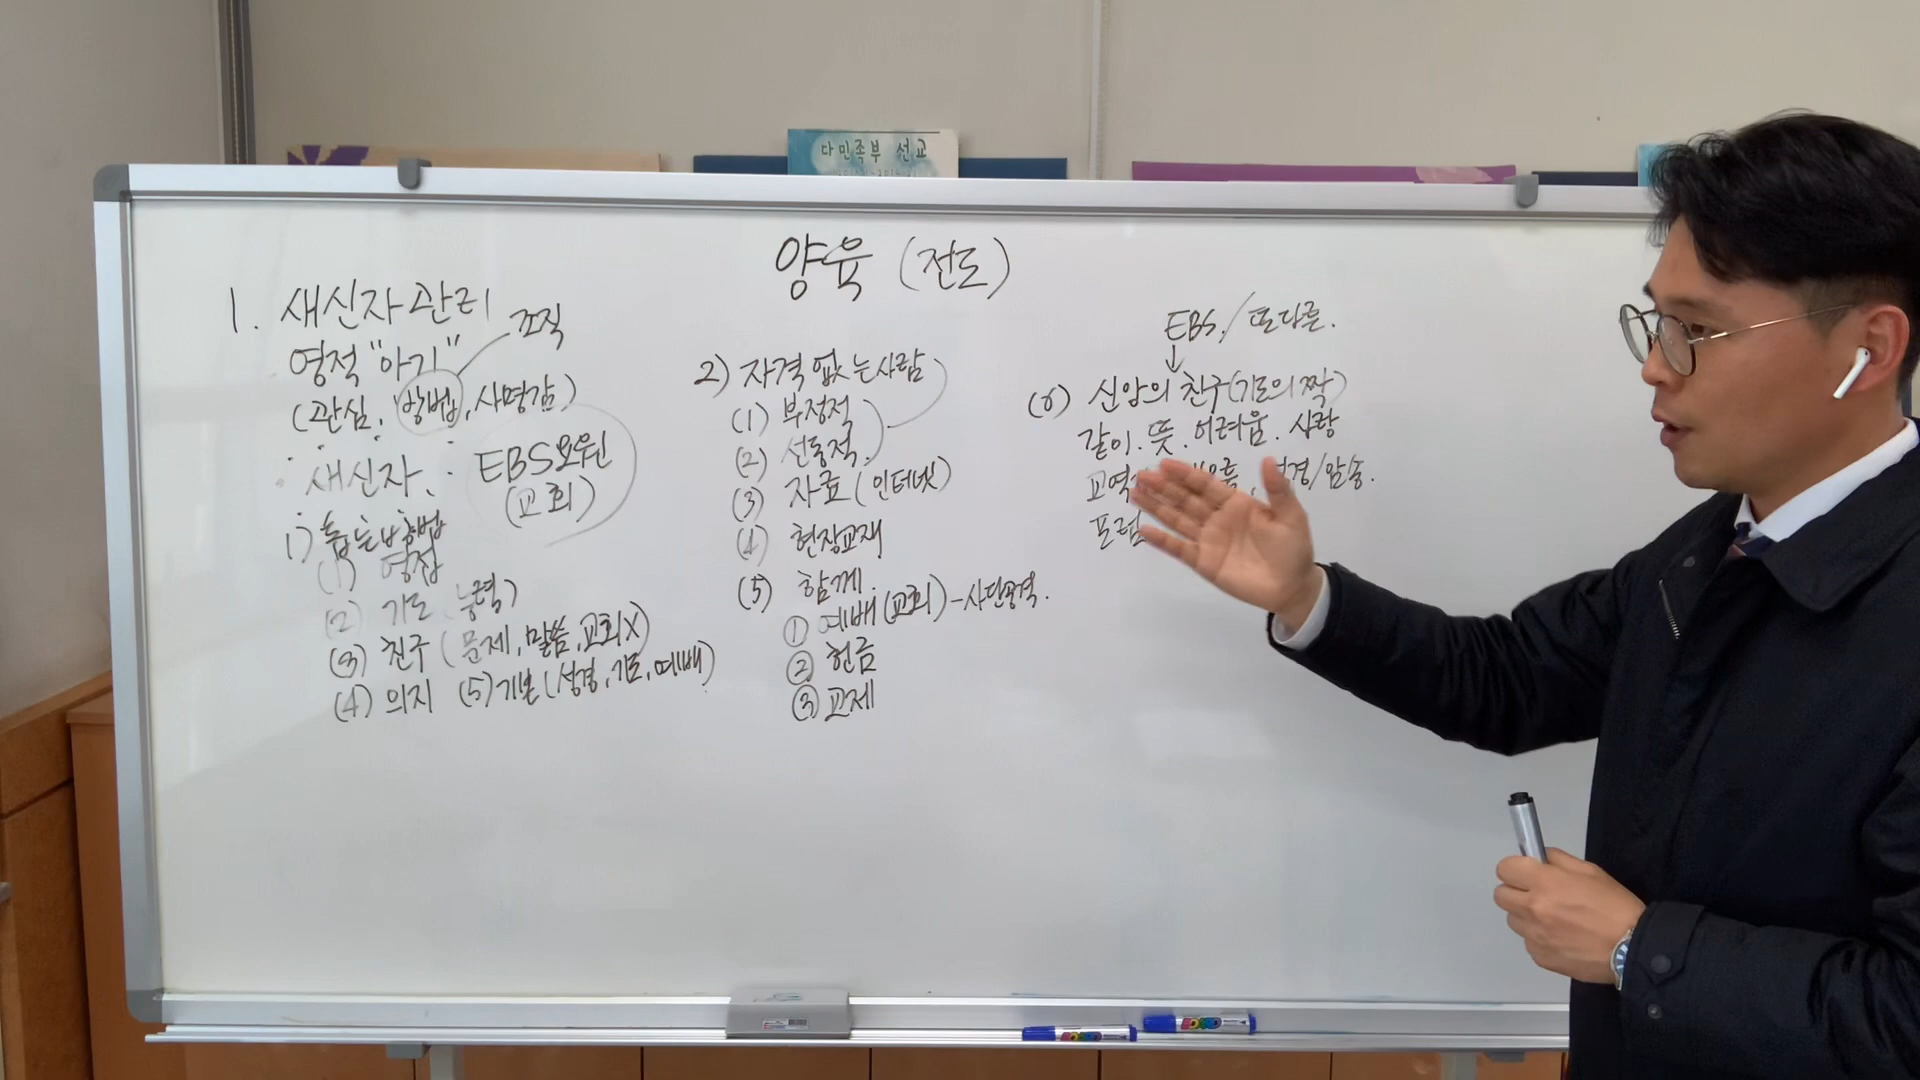 다민족부 선교
양육 (전도)
1. 새신자관리
조직
영적 "아기"
(관심, 방법, 사명감)
새신자
EBS요원
(교회)
1) 돕는방법
(1) 영접
(2) 기도 능력)
(3) 친구 (문제, 말씀, 교회X)
(4) 의지 (5) 기본 (성경, 기도, 예배)
2) 자격 없는사람
(1) 부정적
(2) 선동적
(3) 자료 (인터넷)
(4) 현장교재
(5) 함께
① 예배(교회) - 사단공격.
② 헌금
③ 교제
EBS. / 또다른.
↓
(6) 신앙의 친구(기도의 짝)
같이. 뜻. 어려움. 사랑
교역
경/암송.
포럼